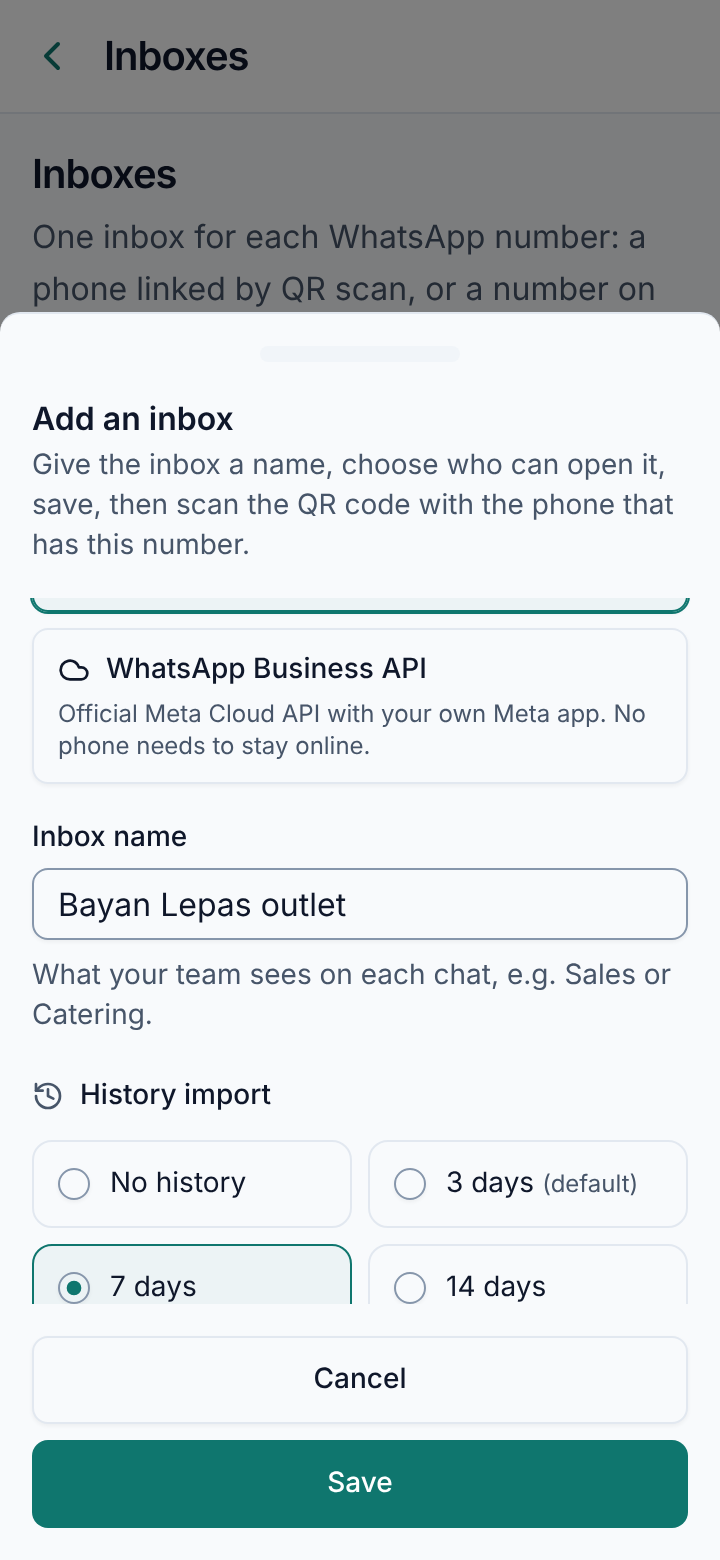 Inboxes
Inboxes
One inbox for each WhatsApp number: a
phone linked by QR scan, or a number on
Add an inbox
Give the inbox a name, choose who can open it,
save, then scan the QR code with the phone that
has this number.
WhatsApp Business API
Official Meta Cloud API with your own Meta app. No
phone needs to stay online.
Inbox name
Bayan Lepas outlet
What your team sees on each chat, e.g. Sales or
Catering.
History import
No history
3 days (default)
7 days
14 days
Cancel
Save